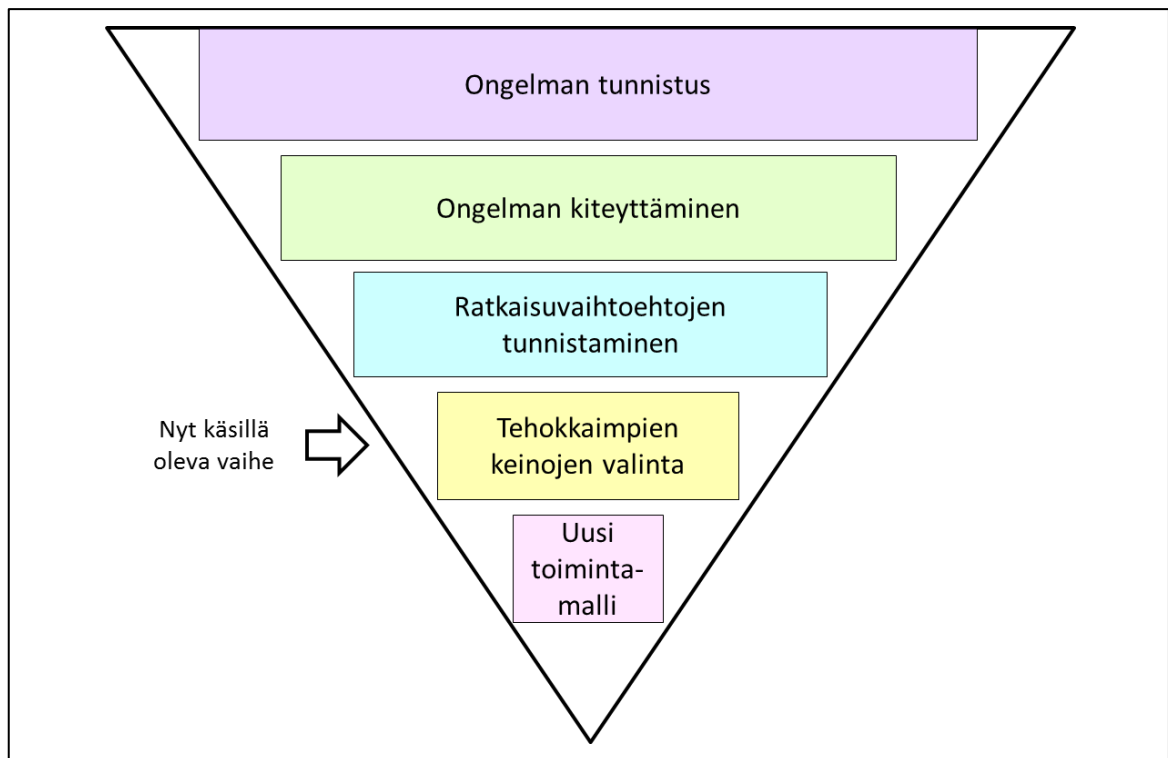 Ongelman tunnistus
Ongelman kiteyttäminen
Ratkaisuvaihtoehtojen
tunnistaminen
Nyt käsillä
oleva vaihe
Tehokkaimpien
keinojen valinta
Uusi
toiminta-
malli